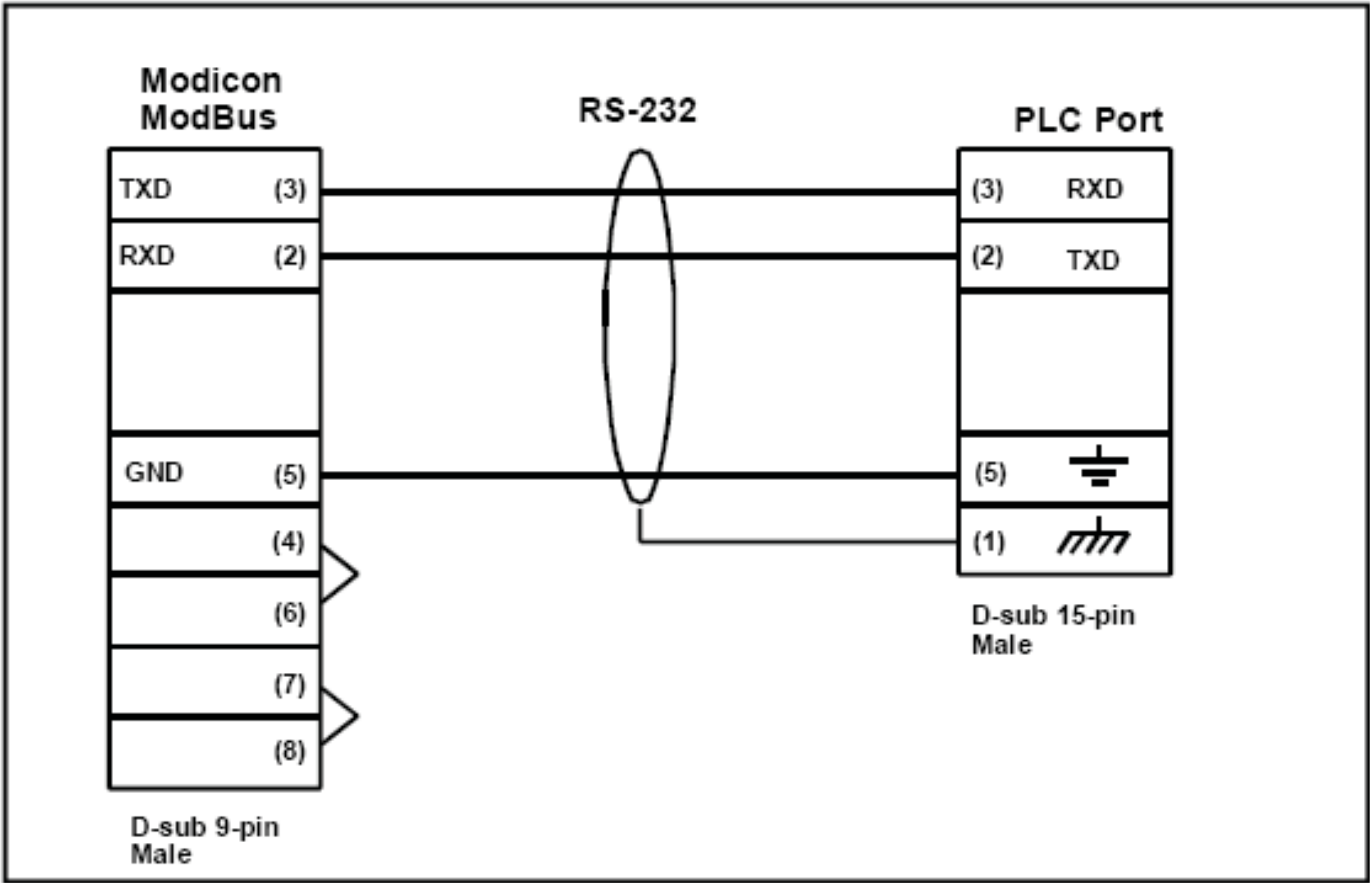 Modicon
ModBus
RS-232
PLC Port
TXD (3)
(3) RXD
RXD (2)
(2) TXD
GND (5)
(5)
(4)
(1)
(6)
(7)
(8)
D-sub 15-pin
Male
D-sub 9-pin
Male